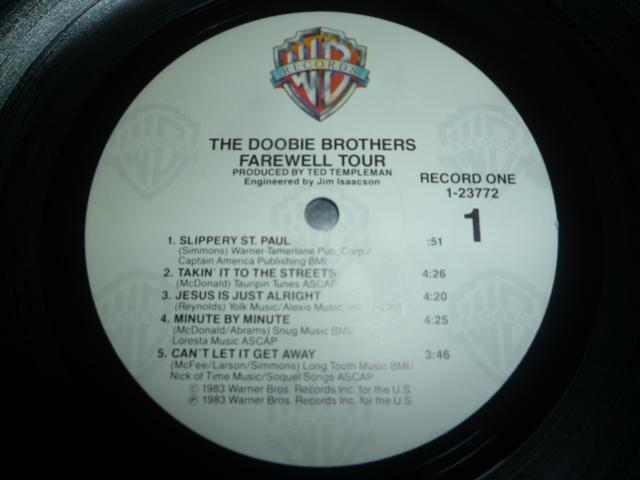 RECORDS
THE DOOBIE BROTHERS
FAREWELL TOUR
PRODUCED BY TED TEMPLEMAN
Engineered by Jim Isaacson
RECORD ONE
1-23772
1
1. SLIPPERY ST. PAUL :51
(Simmons) Warner-Tamerlane Pub. Corp./
Captain America Publishing BMI
2. TAKIN' IT TO THE STREETS 4:26
(McDonald) Tauripin Tunes ASCAP
3. JESUS IS JUST ALRIGHT 4:20
(Reynolds) Yolk Music/Alexis Music, Inc. ASCAP
4. MINUTE BY MINUTE 4:25
(McDonald/Abrams) Snug Music BMI/
Loresta Music ASCAP
5. CAN'T LET IT GET AWAY 3:46
(McFee/Larson/Simmons) Long Tooth Music BMI/
Nick of Time Music/Soquel Songs ASCAP
© 1983 Warner Bros. Records Inc. for the U.S.
℗ 1983 Warner Bros. Records Inc. for the U.S.